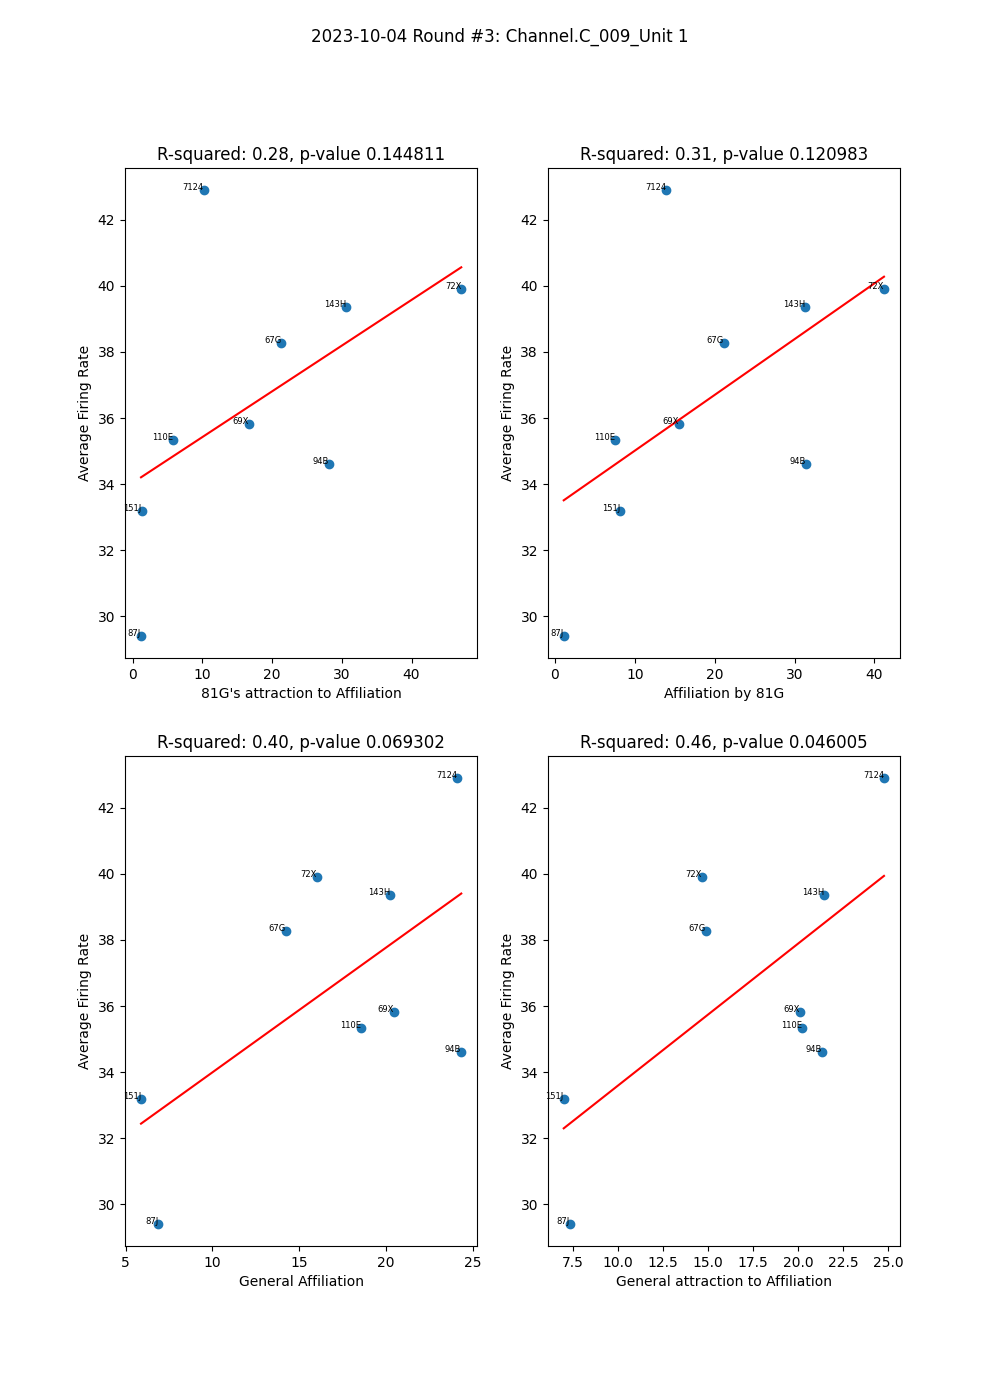 2023-10-04 Round #3: Channel.C_009_Unit 1
R-squared: 0.28, p-value 0.144811
7124
72X
143H
67G
69X
110E
94B
151J
87J
42
40
38
36
34
32
30
Average Firing Rate
0 10 20 30 40
81G's attraction to Affiliation
R-squared: 0.31, p-value 0.120983
7124
72X
143H
67G
69X
110E
94B
151J
87J
42
40
38
36
34
32
30
Average Firing Rate
0 10 20 30 40
Affiliation by 81G
R-squared: 0.40, p-value 0.069302
7124
72X
143H
67G
69X
110E
94B
151J
87J
42
40
38
36
34
32
30
Average Firing Rate
5 10 15 20 25
General Affiliation
R-squared: 0.46, p-value 0.046005
7124
72X
143H
67G
69X
110E
94B
151J
87J
42
40
38
36
34
32
30
Average Firing Rate
7.5 10.0 12.5 15.0 17.5 20.0 22.5 25.0
General attraction to Affiliation